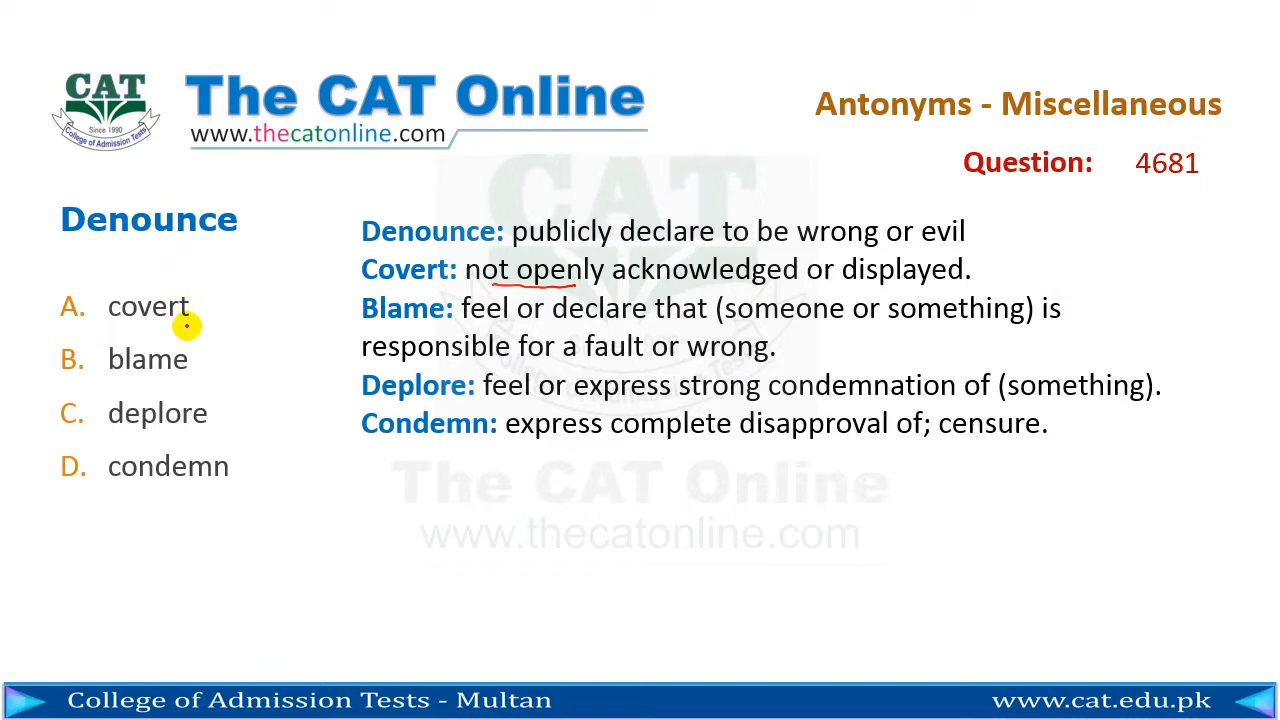 CAT
Since 1990
College of Admission Tests
The CAT Online
www.thecatonline.com
Antonyms - Miscellaneous
Question: 4681
Denounce
A. covert
B. blame
C. deplore
D. condemn
Denounce: publicly declare to be wrong or evil
Covert: not openly acknowledged or displayed.
Blame: feel or declare that (someone or something) is
responsible for a fault or wrong.
Deplore: feel or express strong condemnation of (something).
Condemn: express complete disapproval of; censure.
CAT
The CAT Online
www.thecatonline.com
College of Admission Tests - Multan
www.cat.edu.pk